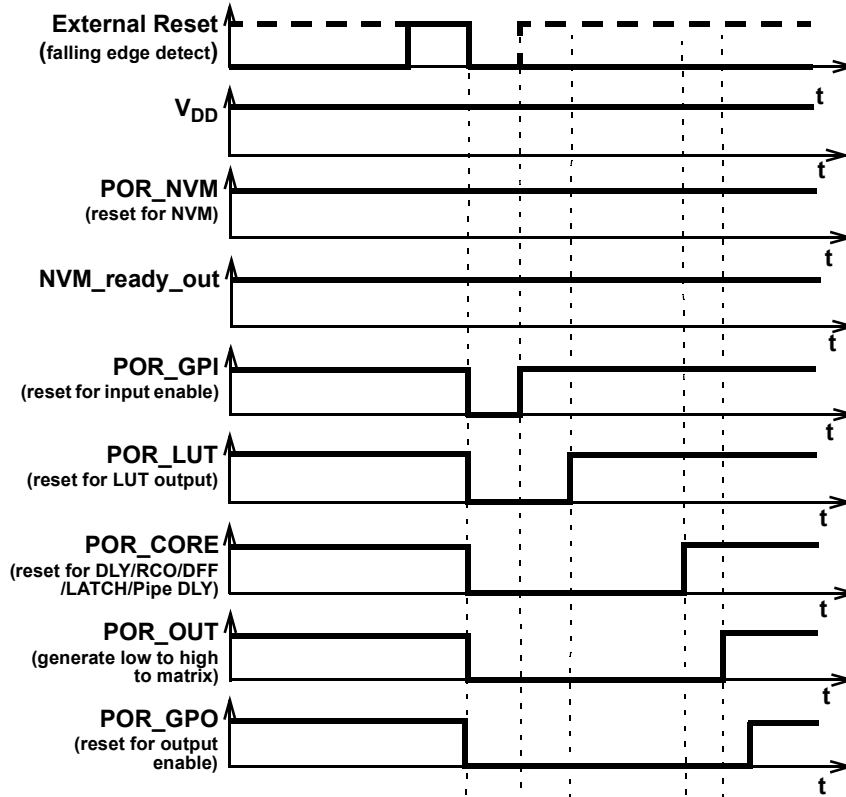 External Reset
(falling edge detect)
t
VDD
t
POR_NVM
(reset for NVM)
t
NVM_ready_out
t
POR_GPI
(reset for input enable)
t
POR_LUT
(reset for LUT output)
t
POR_CORE
(reset for DLY/RCO/DFF
/LATCH/Pipe DLY)
t
POR_OUT
(generate low to high
to matrix)
t
POR_GPO
(reset for output
enable)
t